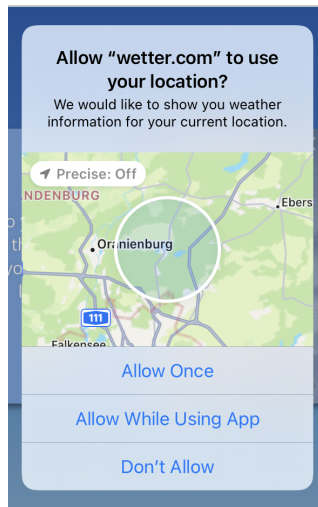 Allow “wetter.com” to use
your location?
We would like to show you weather
information for your current location.
Precise: Off
NDENBURG
Ebers
Oranienburg
111
Falkensee
Allow Once
Allow While Using App
Don’t Allow